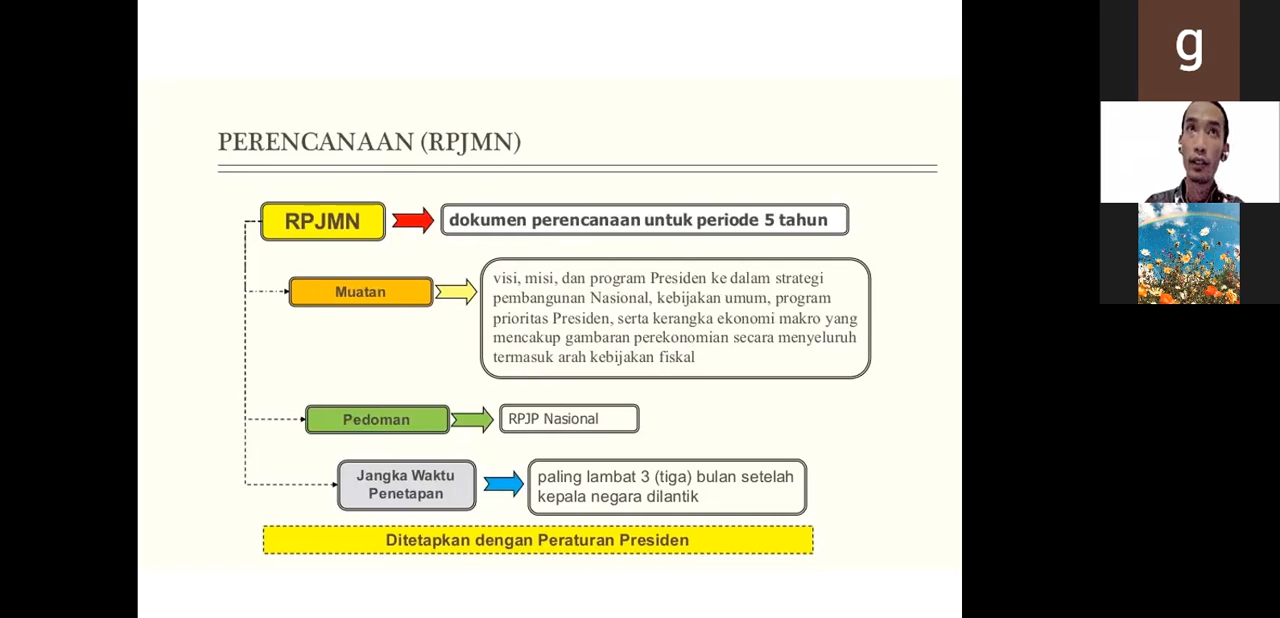 g
PERENCANAAN (RPJMN)
RPJMN
dokumen perencanaan untuk periode 5 tahun
Muatan
visi, misi, dan program Presiden ke dalam strategi
pembangunan Nasional, kebijakan umum, program
prioritas Presiden, serta kerangka ekonomi makro yang
mencakup gambaran perekonomian secara menyeluruh
termasuk arah kebijakan fiskal
Pedoman
RPJP Nasional
Jangka Waktu
Penetapan
paling lambat 3 (tiga) bulan setelah
kepala negara dilantik
Ditetapkan dengan Peraturan Presiden